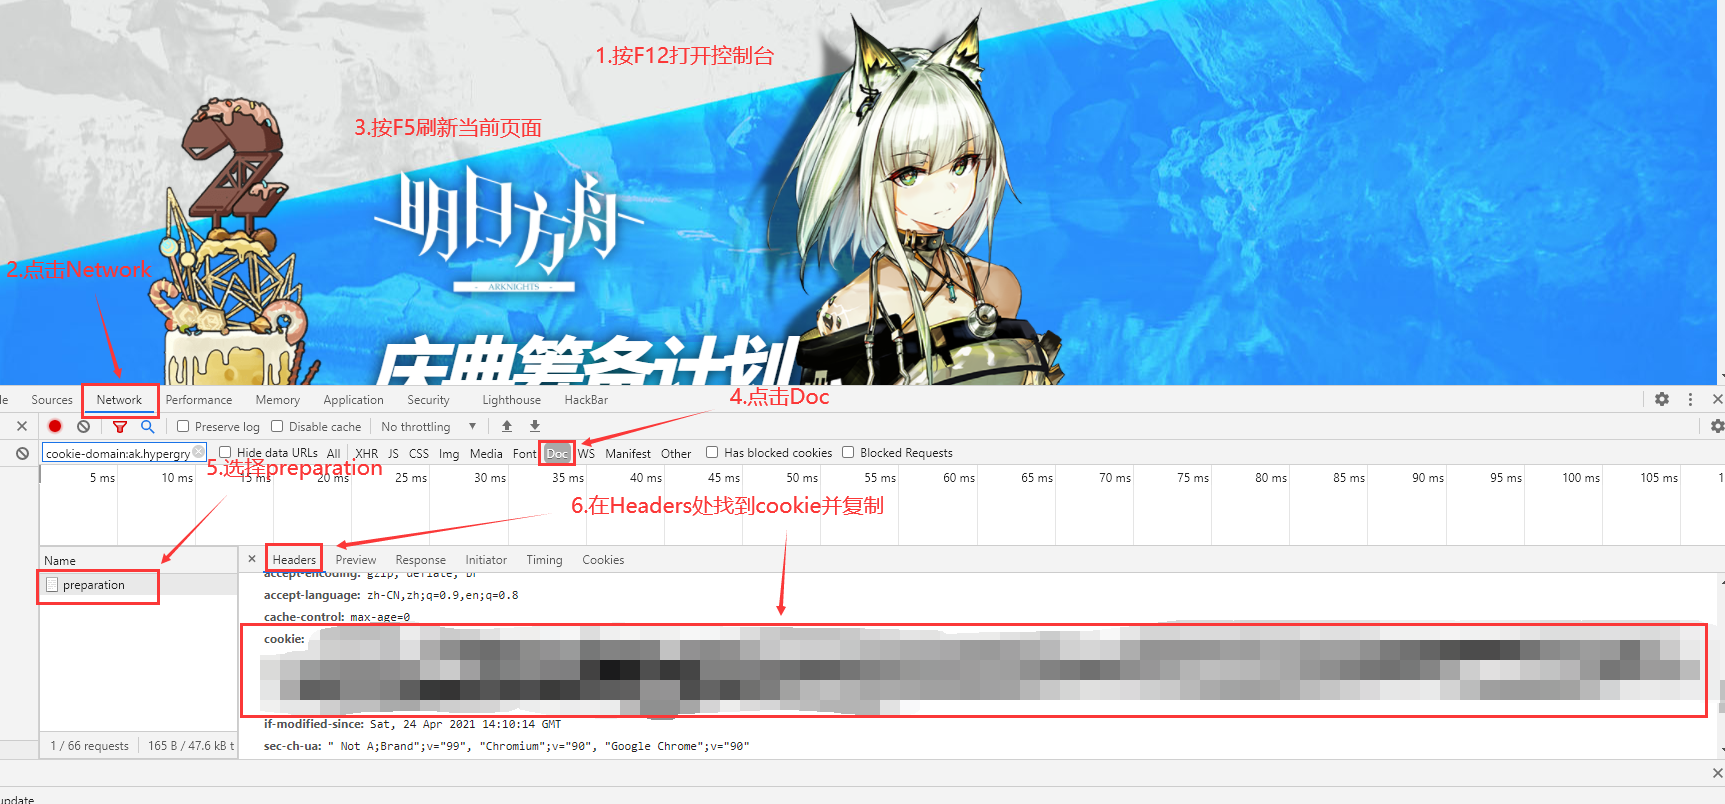 1.按F12打开控制台
3.按F5刷新当前页面
明日方舟
ARKNIGHTS
2.点击Network
庆典筹备计划
Sources Network Performance Memory Application Security Lighthouse HackBar
4.点击Doc
Preserve log Disable cache No throttling
cookie-domain:ak.hypergry Hide data URLs All XHR JS CSS Img Media Font Doc WS Manifest Other Has blocked cookies Blocked Requests
5.选择preparation
5 ms 10 ms 15 ms 20 ms 25 ms 30 ms 35 ms 40 ms 45 ms 50 ms 55 ms 60 ms 65 ms 70 ms 75 ms 80 ms 85 ms 90 ms 95 ms 100 ms 105 ms
6.在Headers处找到cookie并复制
Name
Headers Preview Response Initiator Timing Cookies
preparation
accept-encoding: gzip, deflate, br
accept-language: zh-CN,zh;q=0.9,en;q=0.8
cache-control: max-age=0
cookie:
if-modified-since: Sat, 24 Apr 2021 14:10:14 GMT
sec-ch-ua: " Not A;Brand";v="99", "Chromium";v="90", "Google Chrome";v="90"
1 / 66 requests 165 B / 47.6 kB t
update